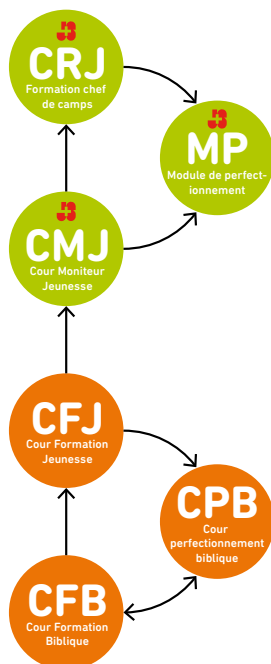 CRJ
Formation chef
de camps
MP
Module de perfect-
ionnement
CMJ
Cour Moniteur
Jeunesse
CFJ
Cour Formation
Jeunesse
CPB
Cour
perfectionnement
biblique
CFB
Cour Formation
Biblique